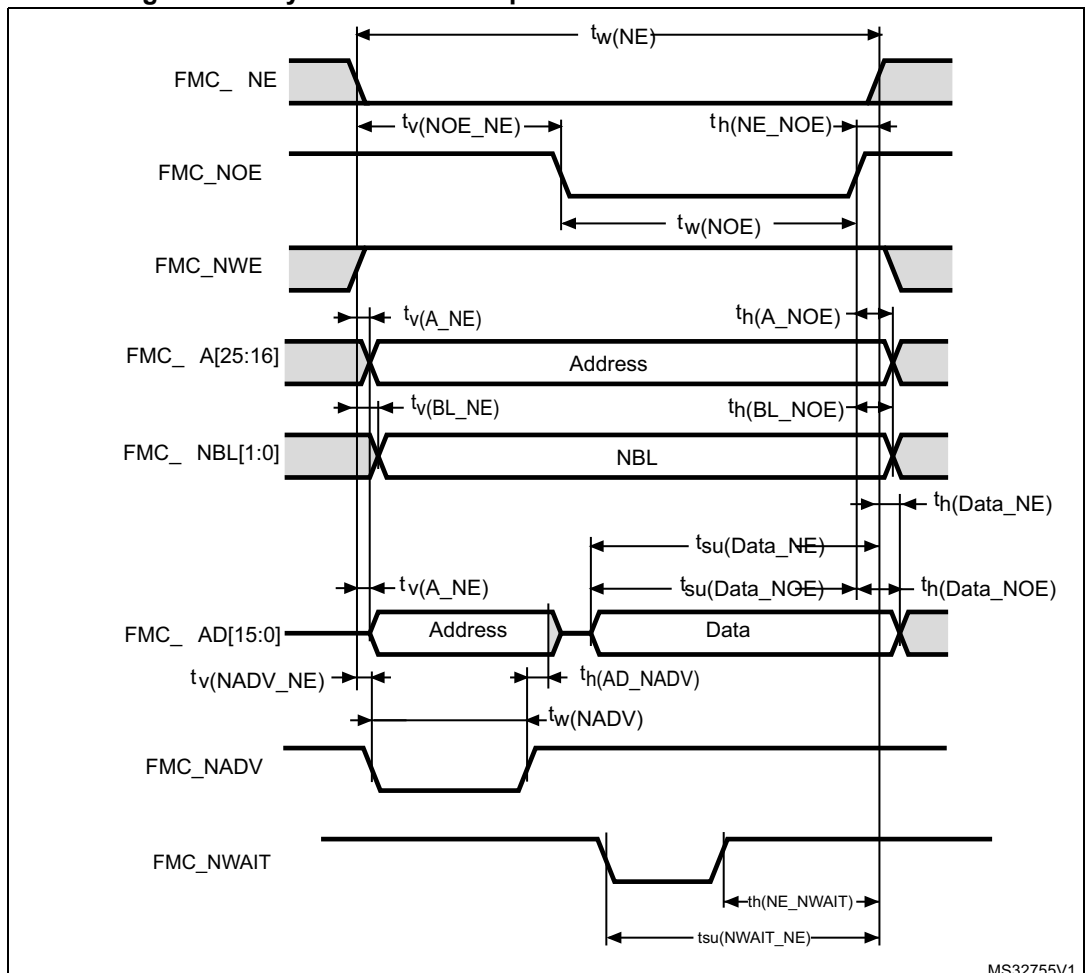 tw(NE)
FMC_ NE
tv(NOE_NE)
th(NE_NOE)
FMC_NOE
tw(NOE)
FMC_NWE
tv(A_NE)
th(A_NOE)
FMC_ A[25:16]
Address
tv(BL_NE)
th(BL_NOE)
FMC_ NBL[1:0]
NBL
th(Data_NE)
tsu(Data_NE)
tv(A_NE)
tsu(Data_NOE)
th(Data_NOE)
FMC_ AD[15:0]
Address
Data
tv(NADV_NE)
th(AD_NADV)
tw(NADV)
FMC_NADV
FMC_NWAIT
th(NE_NWAIT)
tsu(NWAIT_NE)
MS32755V1